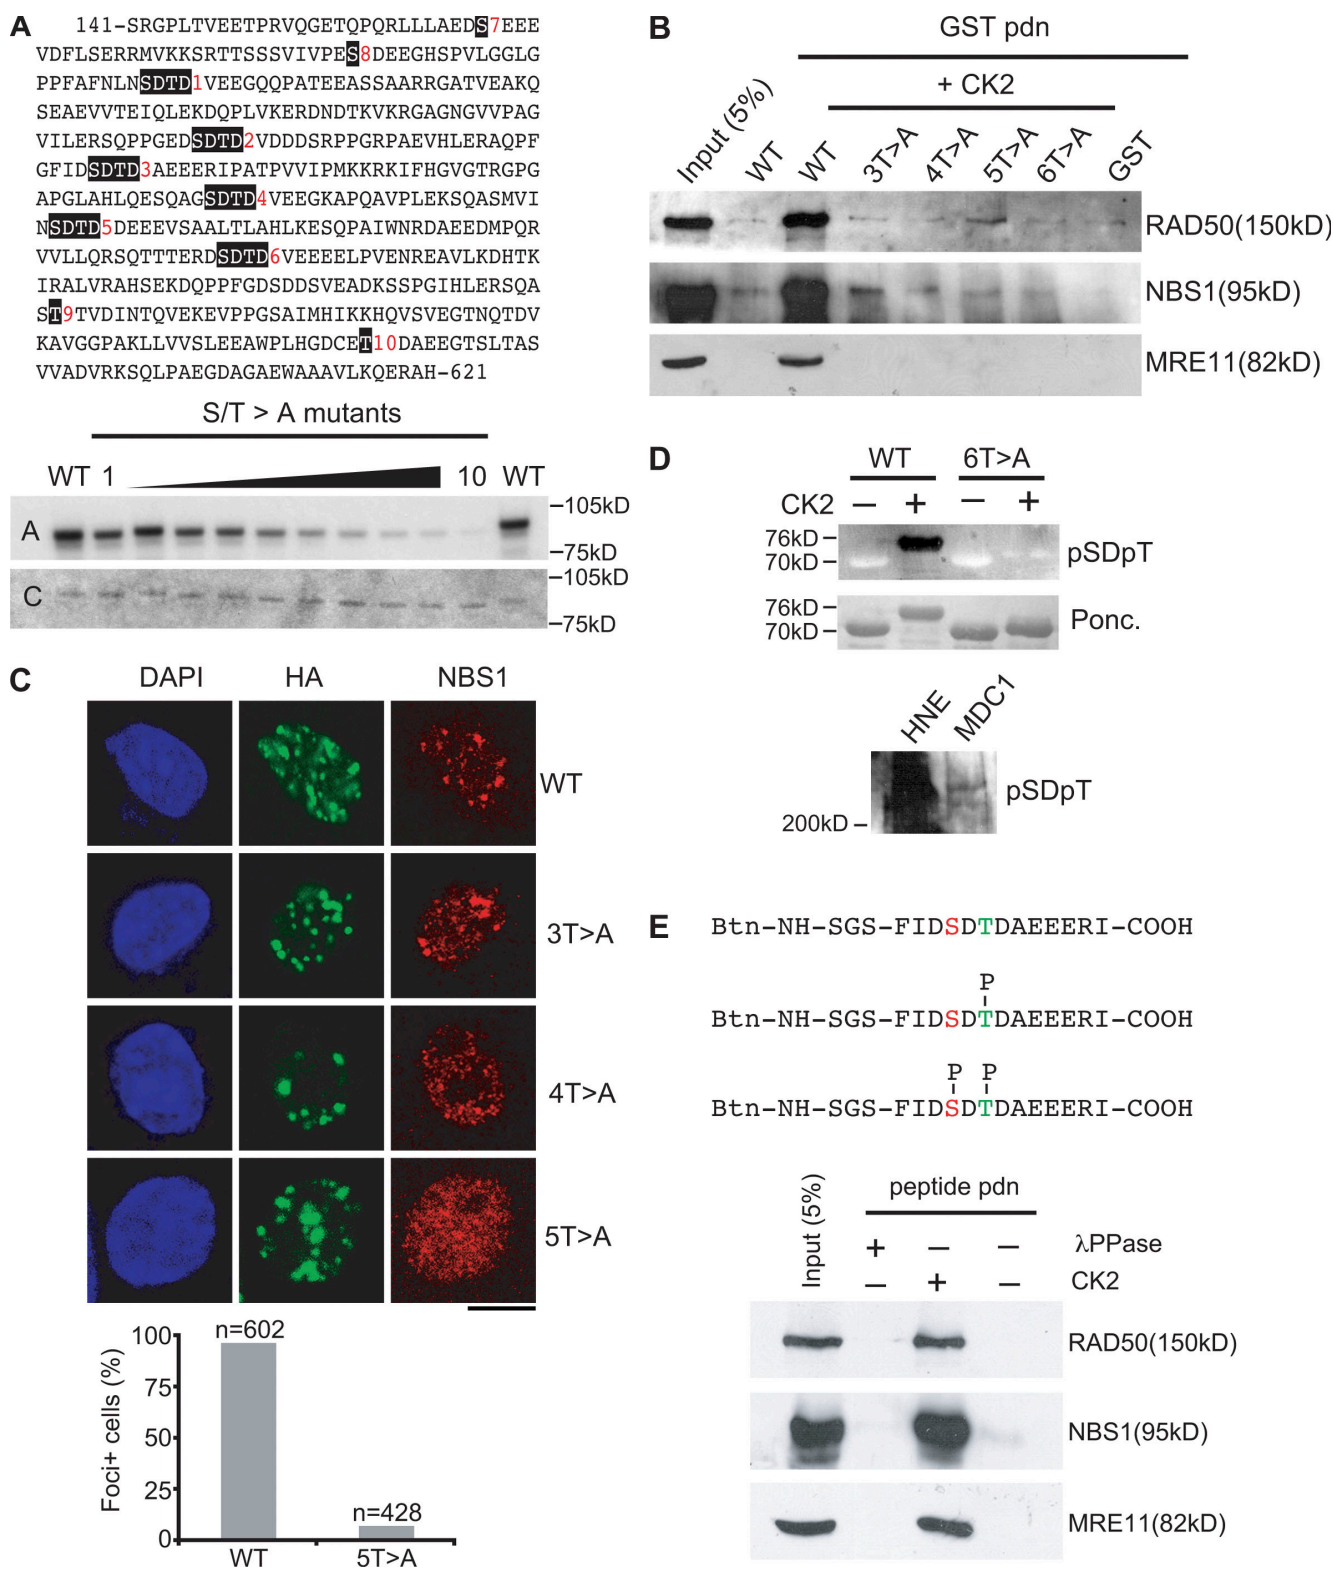 A
141-SRGPLTVEETPRVQGETQPQRLLLAEDS7EEE
VDFLSERRMVKKSRTTSSSVIVPES8DEEGHSPVLGGLG
PPFAFNLNSDTD1VEEGQQPATEEASSAARRGATVEAKQ
SEAEVVTEIQLEKDQPLVKERDNDTKVKRGAGNGVVPAG
VILERSQPPGEDSDTD2VDDDSRPPGRPAEVHLERAQPF
GFIDSDTD3AEEERIPATPVVIPMKKRKIFHGVGTRGPG
APGLAHLQESQAGSDTD4VEEGKAPQAVPLEKSQASMVI
NSDTD5DEEEVSAALTLAHLKESQPAIWNRDAEEDMPQR
VVLLQRSQTTTERDSDTD6VEEEELPVENREAVLKDHTK
IRALVRAHSEKDQPPFGDSDDSVEADKSSPGIHLERSQA
ST9TVDINTQVEKEVPPGSAIMHIKKHQVSVEGTNQTDV
KAVGGPAKLLVVSLEEAWPLHGDCET10DAEEGTSLTAS
VVADVRKSQLPAEGDAGAEWAAAVLKQERAH-621
S/T > A mutants
WT 1 10 WT
A
–105kD
–75kD
C
–105kD
–75kD
B
GST pdn
+ CK2
Input (5%) WT WT 3T>A 4T>A 5T>A 6T>A GST
RAD50(150kD)
NBS1(95kD)
MRE11(82kD)
C
DAPI HA NBS1
WT
3T>A
4T>A
5T>A
100
75
50
25
0
Foci+ cells (%)
n=602
n=428
WT 5T>A
D
WT 6T>A
CK2 – + – +
76kD –
70kD –
pSDpT
76kD –
70kD –
Ponc.
HNE MDC1
200kD –
pSDpT
E
Btn-NH-SGS-FIDSDTDAEEERI-COOH
P
Btn-NH-SGS-FIDSDTDAEEERI-COOH
P P
Btn-NH-SGS-FIDSDTDAEEERI-COOH
Input (5%)
peptide pdn
+ – – λPPase
– + – CK2
RAD50(150kD)
NBS1(95kD)
MRE11(82kD)